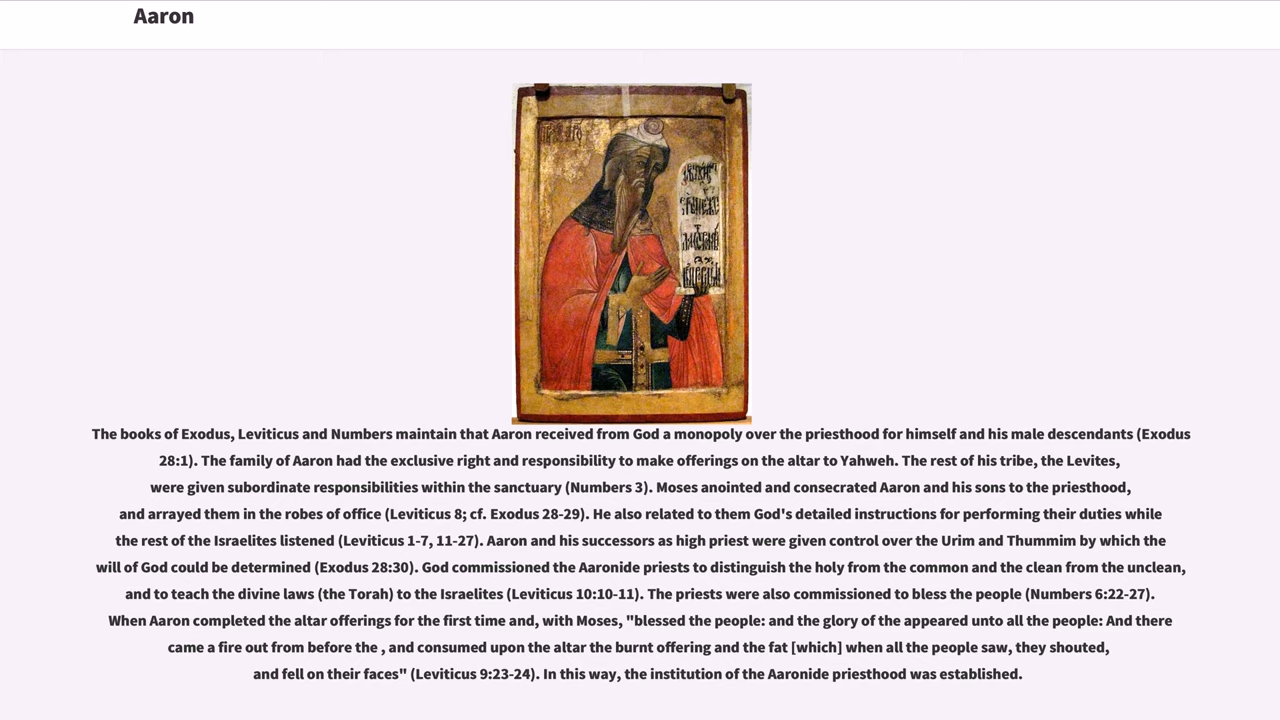 Aaron
The books of Exodus, Leviticus and Numbers maintain that Aaron received from God a monopoly over the priesthood for himself and his male descendants (Exodus
28:1). The family of Aaron had the exclusive right and responsibility to make offerings on the altar to Yahweh. The rest of his tribe, the Levites,
were given subordinate responsibilities within the sanctuary (Numbers 3). Moses anointed and consecrated Aaron and his sons to the priesthood,
and arrayed them in the robes of office (Leviticus 8; cf. Exodus 28-29). He also related to them God's detailed instructions for performing their duties while
the rest of the Israelites listened (Leviticus 1-7, 11-27). Aaron and his successors as high priest were given control over the Urim and Thummim by which the
will of God could be determined (Exodus 28:30). God commissioned the Aaronide priests to distinguish the holy from the common and the clean from the unclean,
and to teach the divine laws (the Torah) to the Israelites (Leviticus 10:10-11). The priests were also commissioned to bless the people (Numbers 6:22-27).
When Aaron completed the altar offerings for the first time and, with Moses, "blessed the people: and the glory of the appeared unto all the people: And there
came a fire out from before the , and consumed upon the altar the burnt offering and the fat [which] when all the people saw, they shouted,
and fell on their faces" (Leviticus 9:23-24). In this way, the institution of the Aaronide priesthood was established.